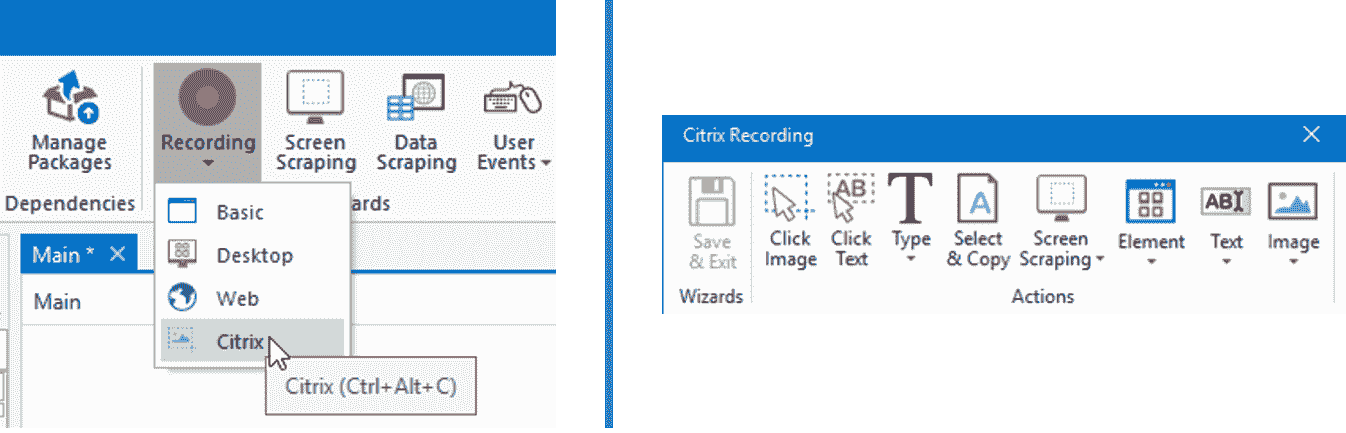 Manage
Packages
Recording
Screen
Scraping
Data
Scraping
User
Events
Dependencies
ards
Basic
Desktop
Web
Citrix
Citrix (Ctrl+Alt+C)
Main *
Main
Citrix Recording
Save
& Exit
Click
Image
AB
Click
Text
T
Type
A
Select
& Copy
Screen
Scraping
Element
AB
Text
Image
Wizards
Actions